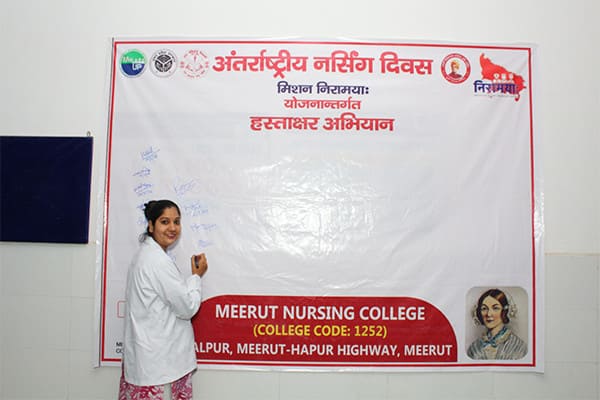 अंतर्राष्ट्रीय नर्सिंग दिवस
मिशन निरामयाः
योजनान्तर्गत
हस्ताक्षर अभियान
निरामया
MEERUT NURSING COLLEGE
(COLLEGE CODE: 1252)
ALPUR, MEERUT-HAPUR HIGHWAY, MEERUT